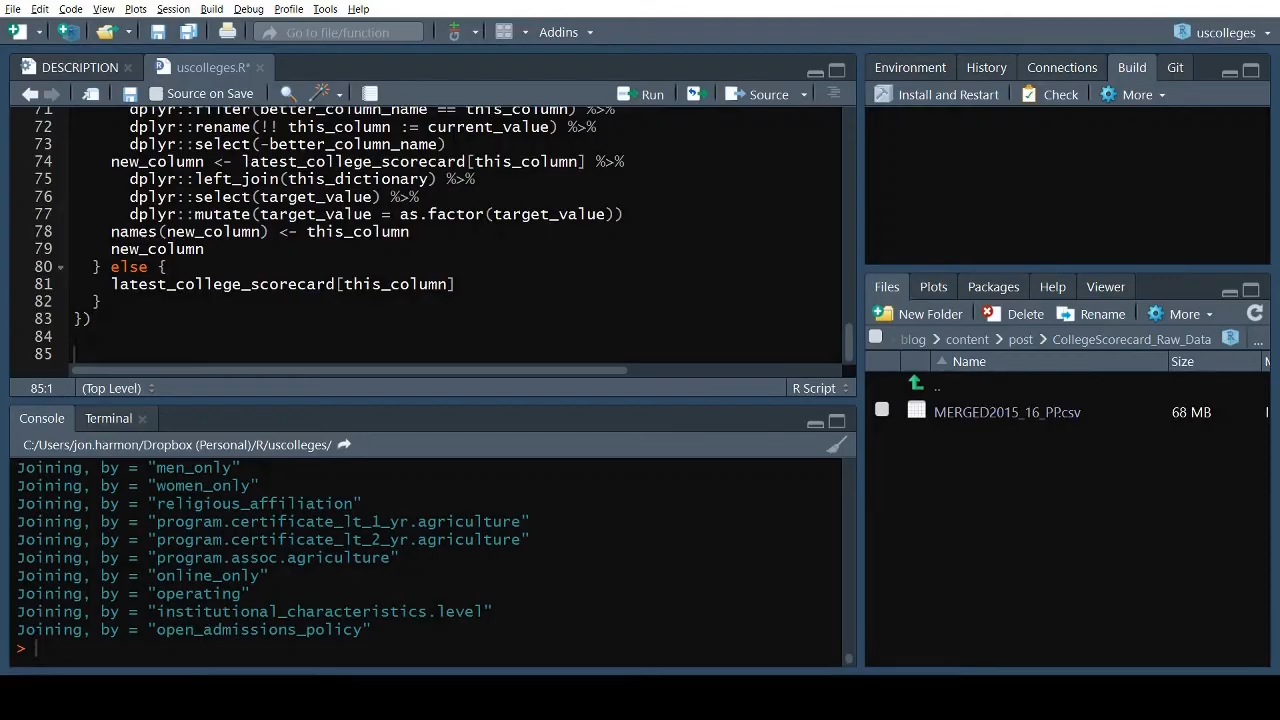 File Edit Code View Plots Session Build Debug Profile Tools Help
Go to file/function Addins uscolleges
DESCRIPTION uscolleges.R*
Source on Save Run Source
71 dplyr::filter(better_column_name == this_column) %>%
72 dplyr::rename(!! this_column := current_value) %>%
73 dplyr::select(-better_column_name)
74 new_column <- latest_college_scorecard[this_column] %>%
75 dplyr::left_join(this_dictionary) %>%
76 dplyr::select(target_value) %>%
77 dplyr::mutate(target_value = as.factor(target_value))
78 names(new_column) <- this_column
79 new_column
80 } else {
81 latest_college_scorecard[this_column]
82 }
83 })
84
85
85:1 (Top Level) R Script
Console Terminal
C:/Users/jon.harmon/Dropbox (Personal)/R/uscolleges/
Joining, by = "men_only"
Joining, by = "women_only"
Joining, by = "religious_affiliation"
Joining, by = "program.certificate_lt_1_yr.agriculture"
Joining, by = "program.certificate_lt_2_yr.agriculture"
Joining, by = "program.assoc.agriculture"
Joining, by = "online_only"
Joining, by = "operating"
Joining, by = "institutional_characteristics.level"
Joining, by = "open_admissions_policy"
>
Environment History Connections Build Git
Install and Restart Check More
Files Plots Packages Help Viewer
New Folder Delete Rename More
blog content post CollegeScorecard_Raw_Data ...
Name Size
..
MERGED2015_16_PP.csv 68 MB